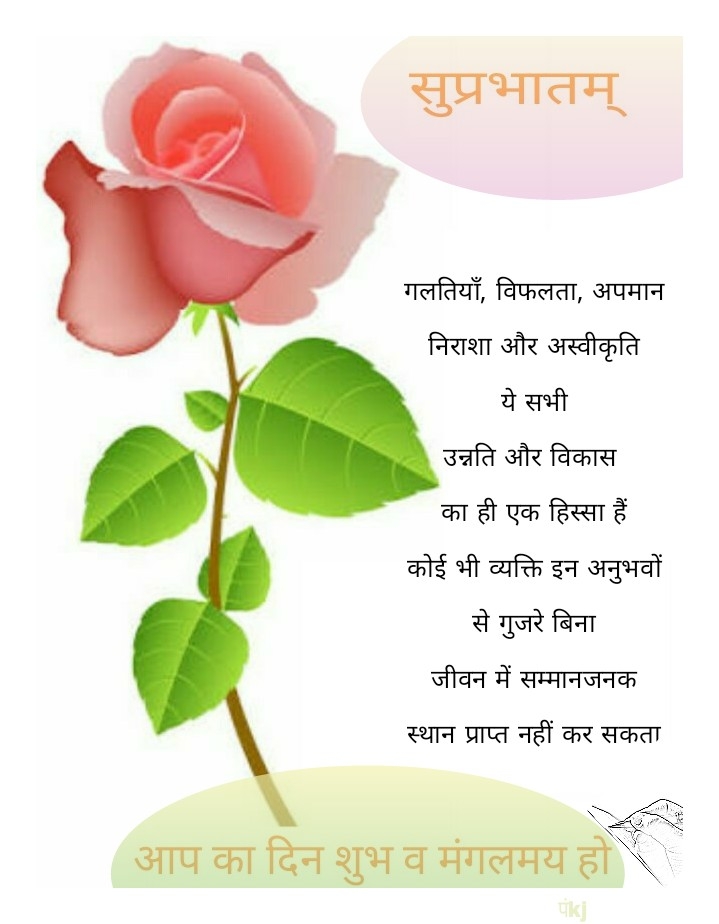 सुप्रभातम्
गलतियाँ, विफलता, अपमान
निराशा और अस्वीकृति
ये सभी
उन्नति और विकास
का ही एक हिस्सा हैं
कोई भी व्यक्ति इन अनुभवों
से गुजरे बिना
जीवन में सम्मानजनक
स्थान प्राप्त नहीं कर सकता
आप का दिन शुभ व मंगलमय हो
पंkj